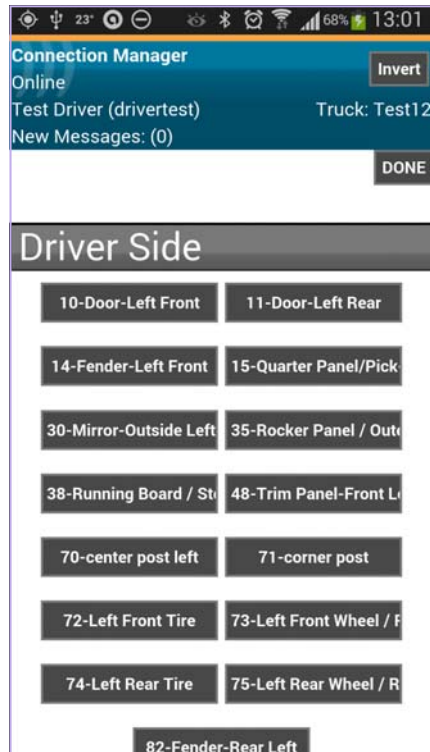 23° 68% 13:01
Connection Manager
Invert
Online
Test Driver (drivertest) Truck: Test12
New Messages: (0)
DONE
Driver Side
10-Door-Left Front 11-Door-Left Rear
14-Fender-Left Front 15-Quarter Panel/Pick-
30-Mirror-Outside Left 35-Rocker Panel / Oute
38-Running Board / Ste 48-Trim Panel-Front Le
70-center post left 71-corner post
72-Left Front Tire 73-Left Front Wheel / R
74-Left Rear Tire 75-Left Rear Wheel / R
82-Fender-Rear Left